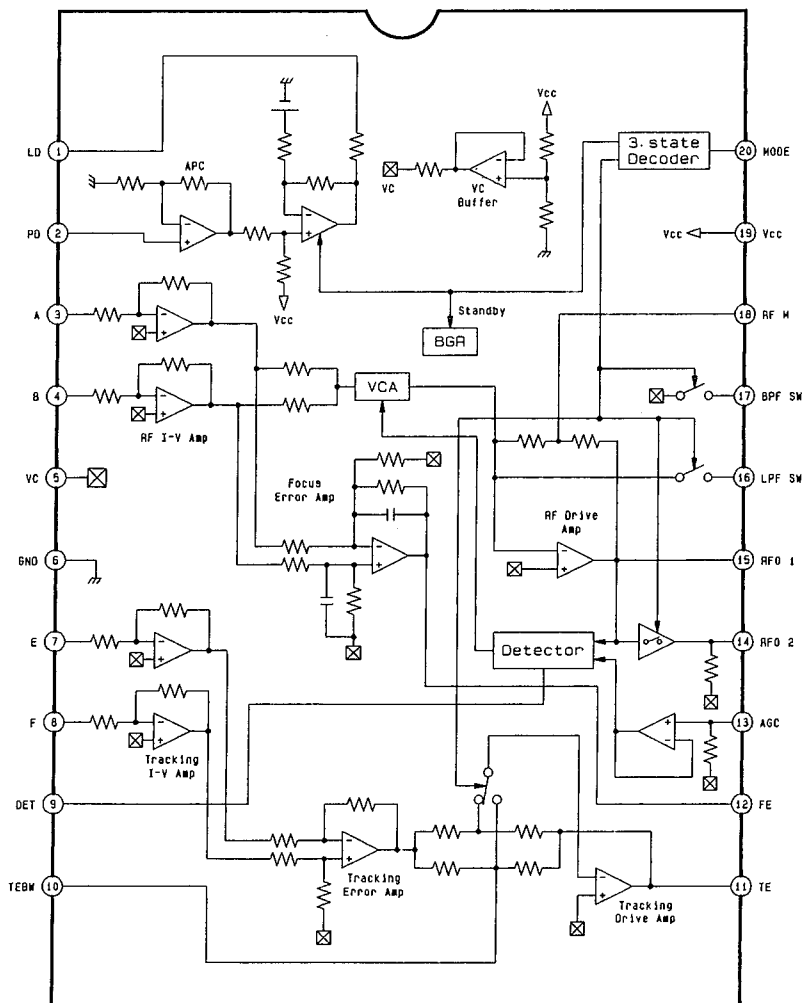 Vcc
LD 1
APC
VC
VC
Buffer
3. state
Decoder
20 MODE
PD 2
Vcc 19 Vcc
A 3
Vcc
Standby
BGR
18 RF M
B 4
RF I-V Amp
VCA
17 BPF SW
VC 5
Focus
Error Amp
16 LPF SW
GND 6
RF Drive
Amp
15 RFO 1
E 7
Detector
14 RFO 2
F 8
Tracking
I-V Amp
13 AGC
DET 9
12 FE
TEBW 10
Tracking
Error Amp
Tracking
Drive Amp
11 TE